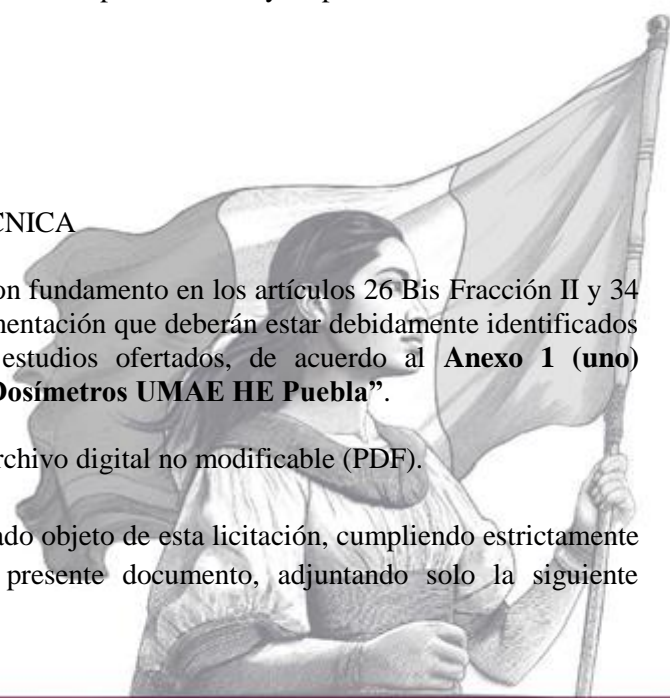 CNICA
on fundamento en los artículos 26 Bis Fracción II y 34
mentación que deberán estar debidamente identificados
estudios ofertados, de acuerdo al Anexo 1 (uno)
Dosímetros UMAE HE Puebla”.
rchivo digital no modificable (PDF).
ado objeto de esta licitación, cumpliendo estrictamente
presente documento, adjuntando solo la siguiente